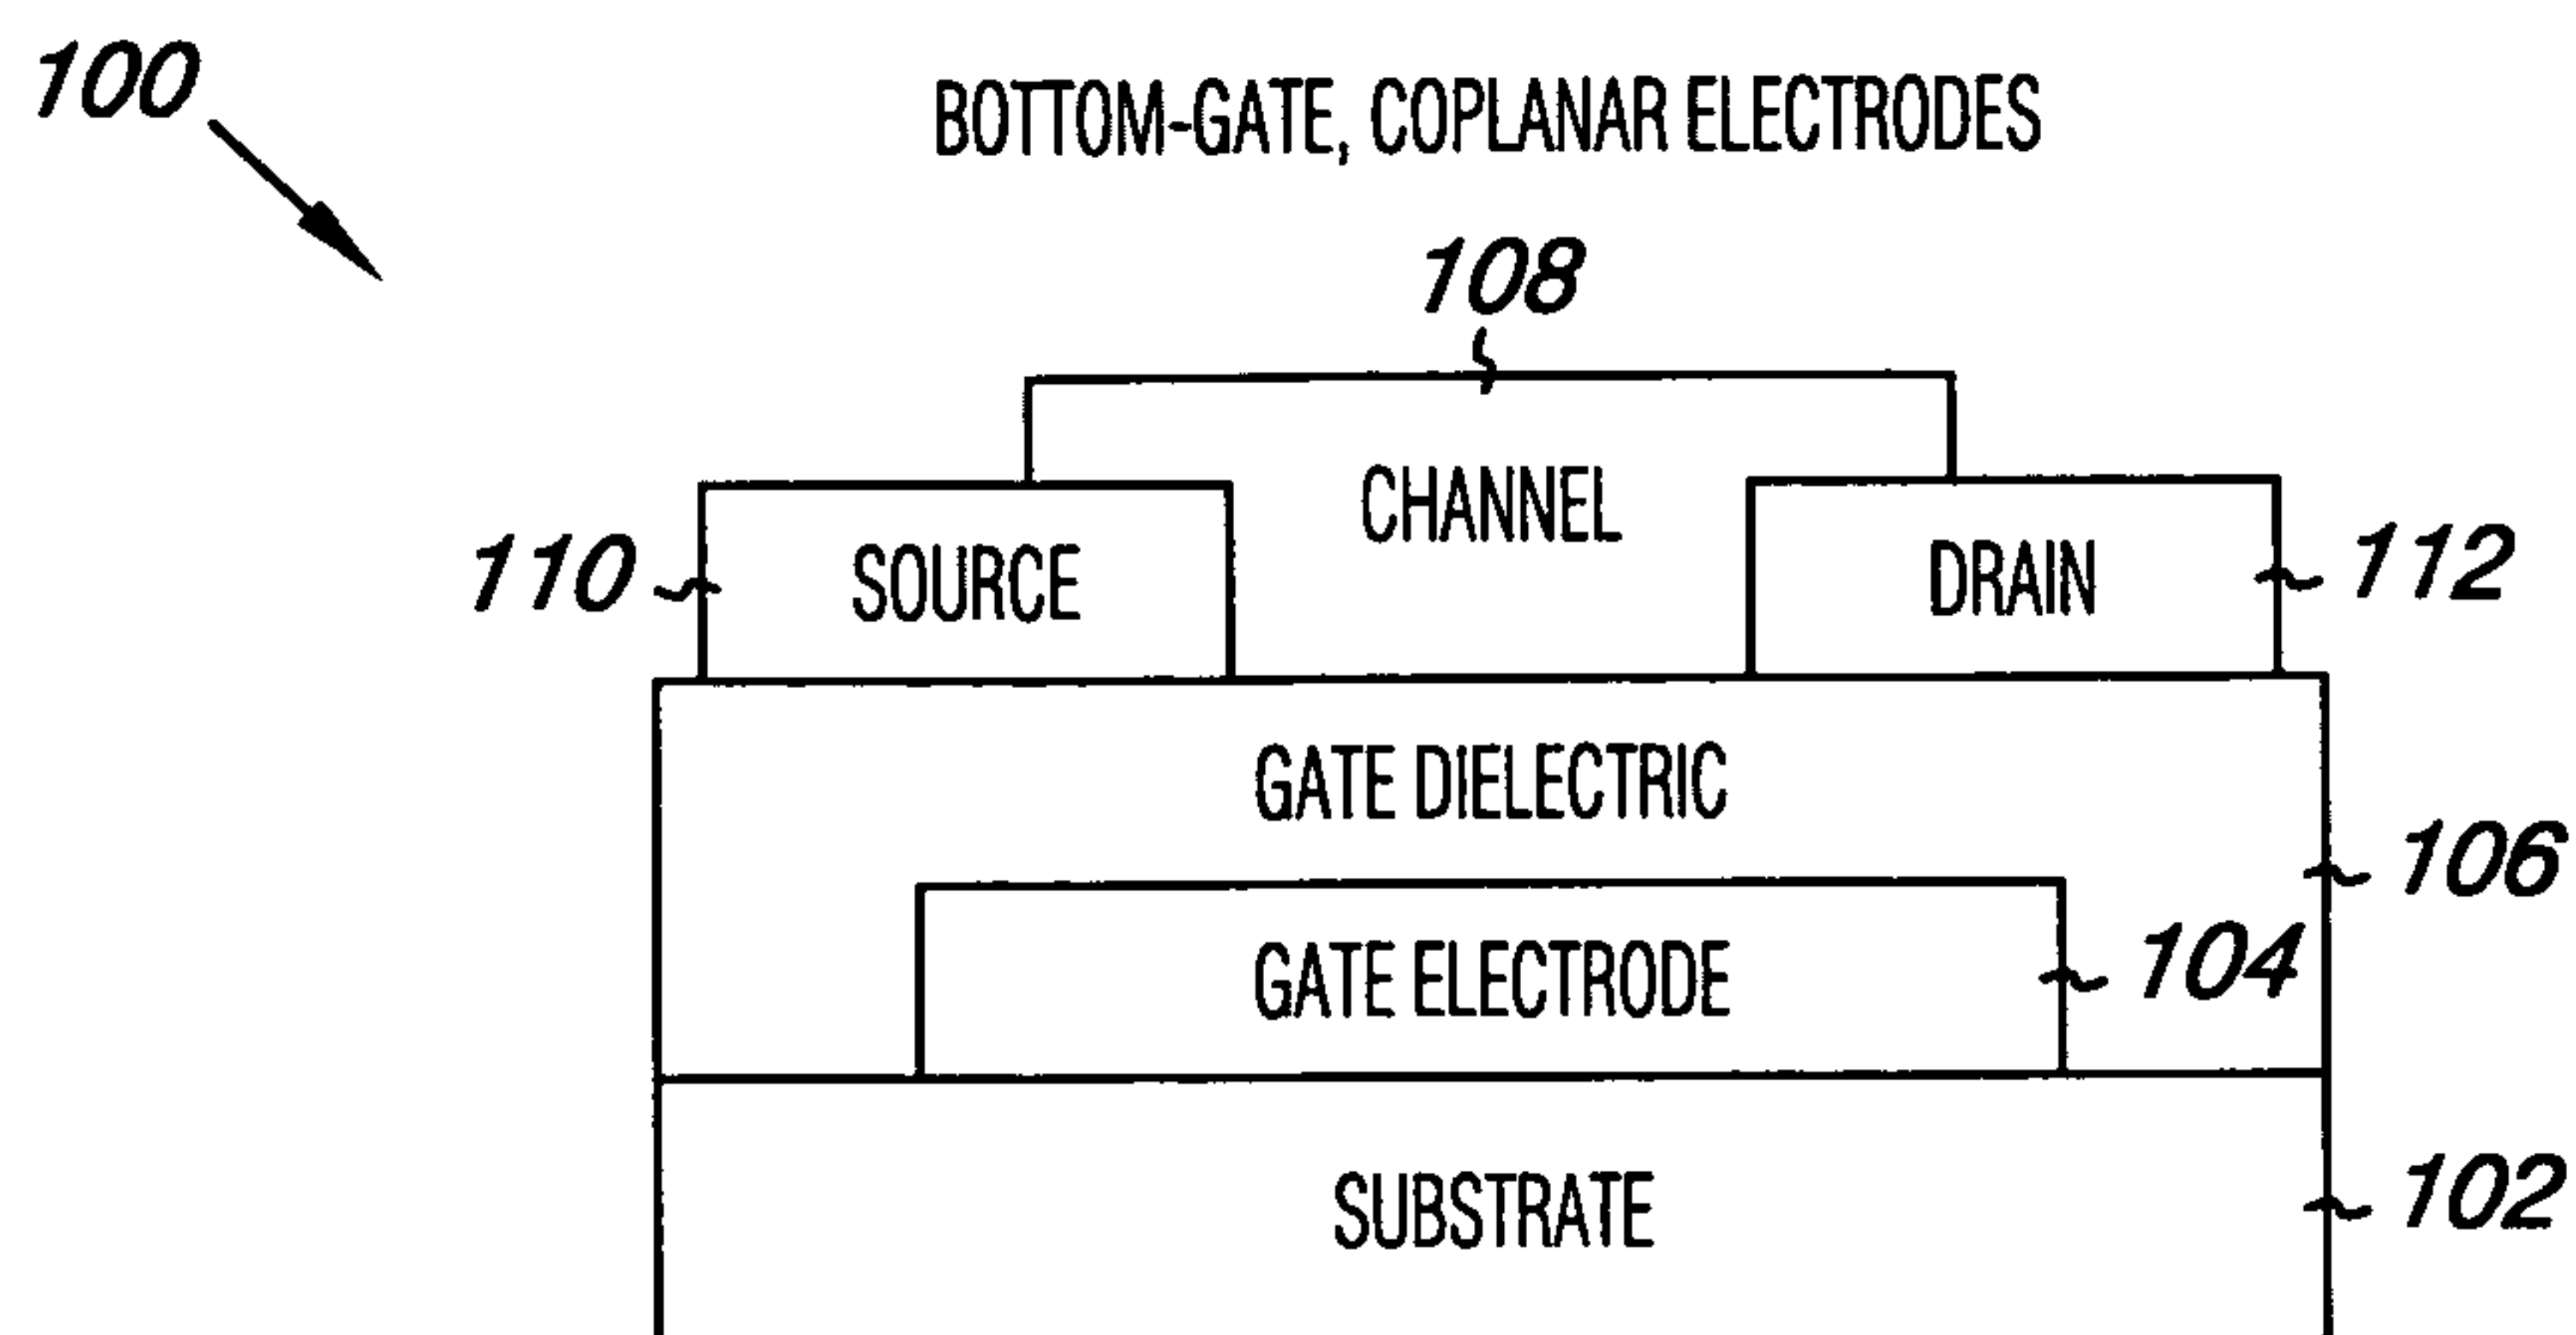 100
BOTTOM-GATE, COPLANAR ELECTRODES
108
CHANNEL
110
SOURCE
DRAIN
112
GATE DIELECTRIC
106
GATE ELECTRODE
104
SUBSTRATE
102